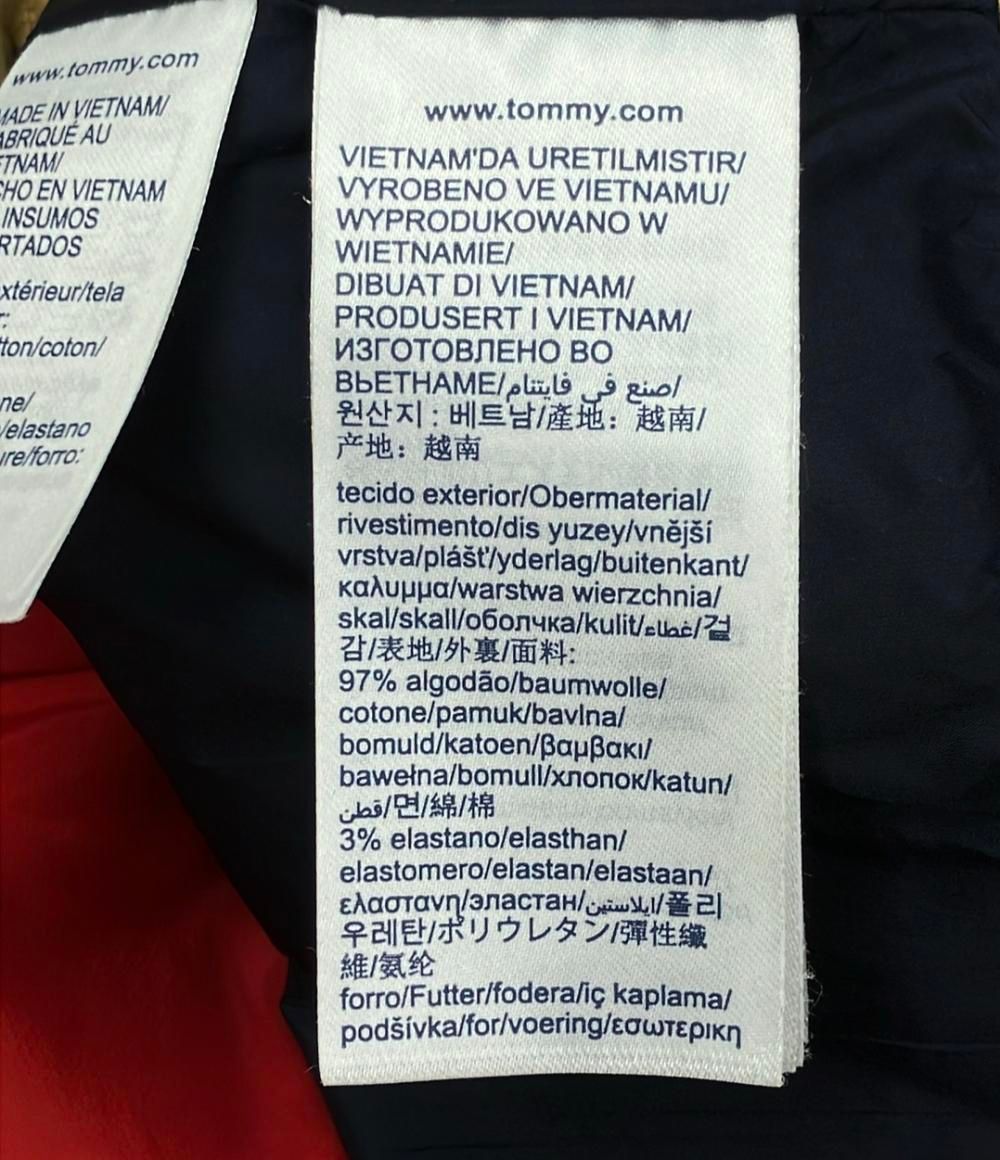 www.tommy.com
MADE IN VIETNAM/
ABRIQUÉ AU
ETNAM/
CHO EN VIETNAM
INSUMOS
RTADOS
xtérieur/tela
r:
tton/coton/
ne/
/elastano
ure/forro:
www.tommy.com
VIETNAM'DA URETILMISTIR/
VYROBENO VE VIETNAMU/
WYPRODUKOWANO W
WIETNAMIE/
DIBUAT DI VIETNAM/
PRODUSERT I VIETNAM/
ИЗГОТОВЛЕНО ВО
ВЬЕТНАМЕ/صنع في فايتنام/
원산지 : 베트남/產地：越南/
产地：越南
tecido exterior/Obermaterial/
rivestimento/dis yuzey/vnější
vrstva/plášt'/yderlag/buitenkant/
καλυμμα/warstwa wierzchnia/
skal/skall/оболчка/kulit/غطاء/겉
감/表地/外裏/面料:
97% algodão/baumwolle/
cotone/pamuk/bavlna/
bomuld/katoen/βαμβακι/
bawełna/bomull/хлопок/katun/
قطن/면/綿/棉
3% elastano/elasthan/
elastomero/elastan/elastaan/
ελαστανη/эластан/ايلاستين/폴리
우레탄/ポリウレタン/彈性纖
維/氨纶
forro/Futter/fodera/iç kaplama/
podšívka/for/voering/εσωτερικη